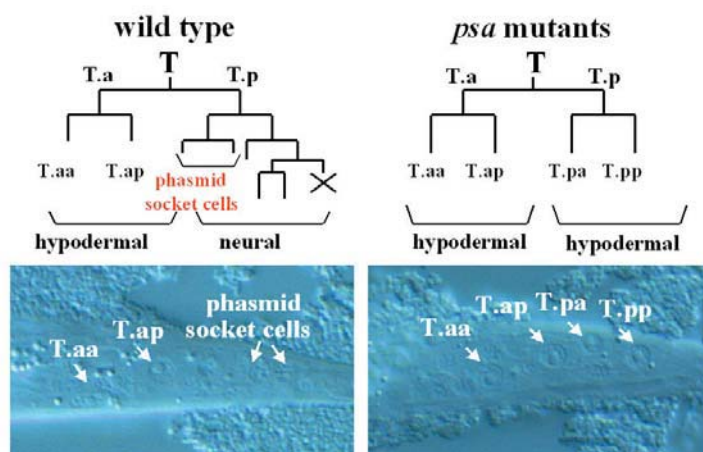 wild type
T
T.a
T.p
T.aa
T.ap
phasmid
socket cells
hypodermal
neural
psa mutants
T
T.a
T.p
T.aa
T.ap
T.pa
T.pp
hypodermal
hypodermal
T.aa
T.ap
phasmid
socket cells
T.aa
T.ap
T.pa
T.pp